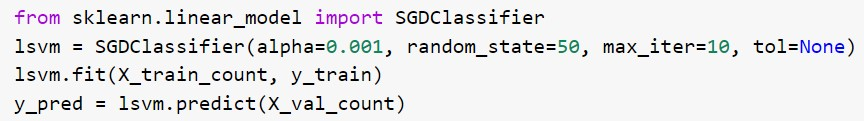 from sklearn.linear_model import SGDClassifier
lsvm = SGDClassifier(alpha=0.001, random_state=50, max_iter=10, tol=None)
lsvm.fit(X_train_count, y_train)
y_pred = lsvm.predict(X_val_count)